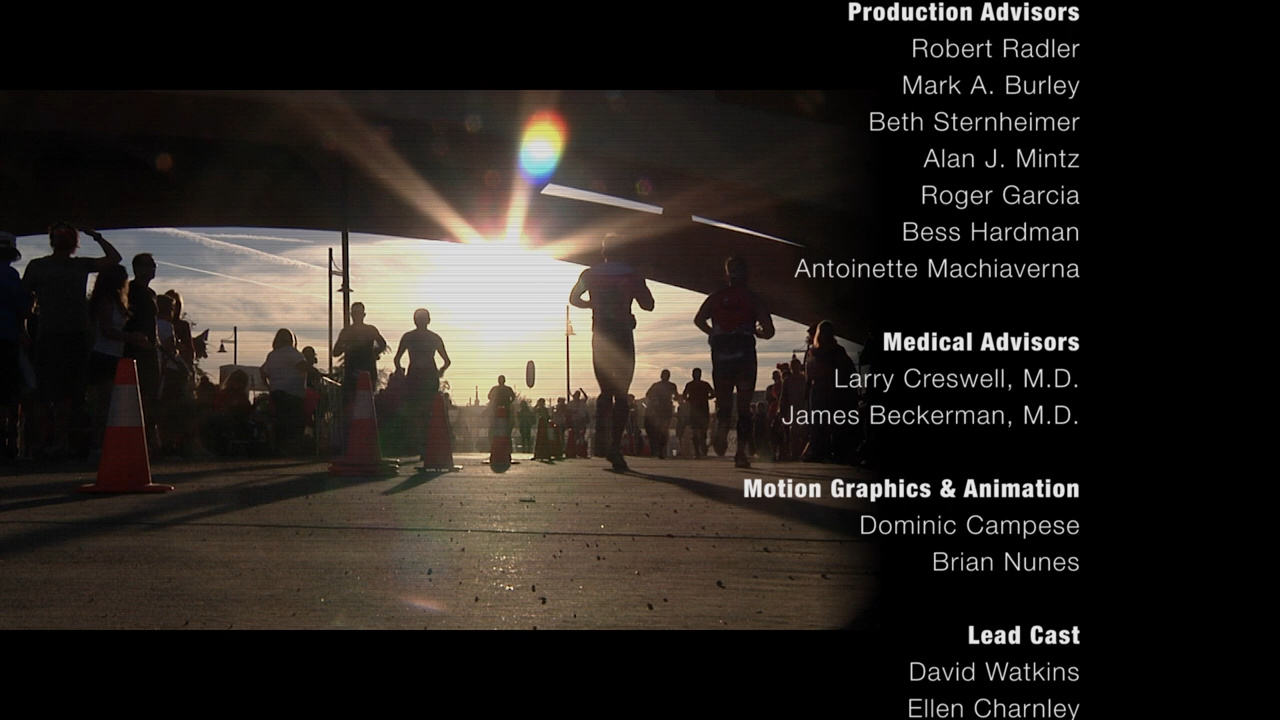 Production Advisors
Robert Radler
Mark A. Burley
Beth Sternheimer
Alan J. Mintz
Roger Garcia
Bess Hardman
Antoinette Machiaverna
Medical Advisors
Larry Creswell, M.D.
James Beckerman, M.D.
Motion Graphics & Animation
Dominic Campese
Brian Nunes
Lead Cast
David Watkins
Ellen Charnley